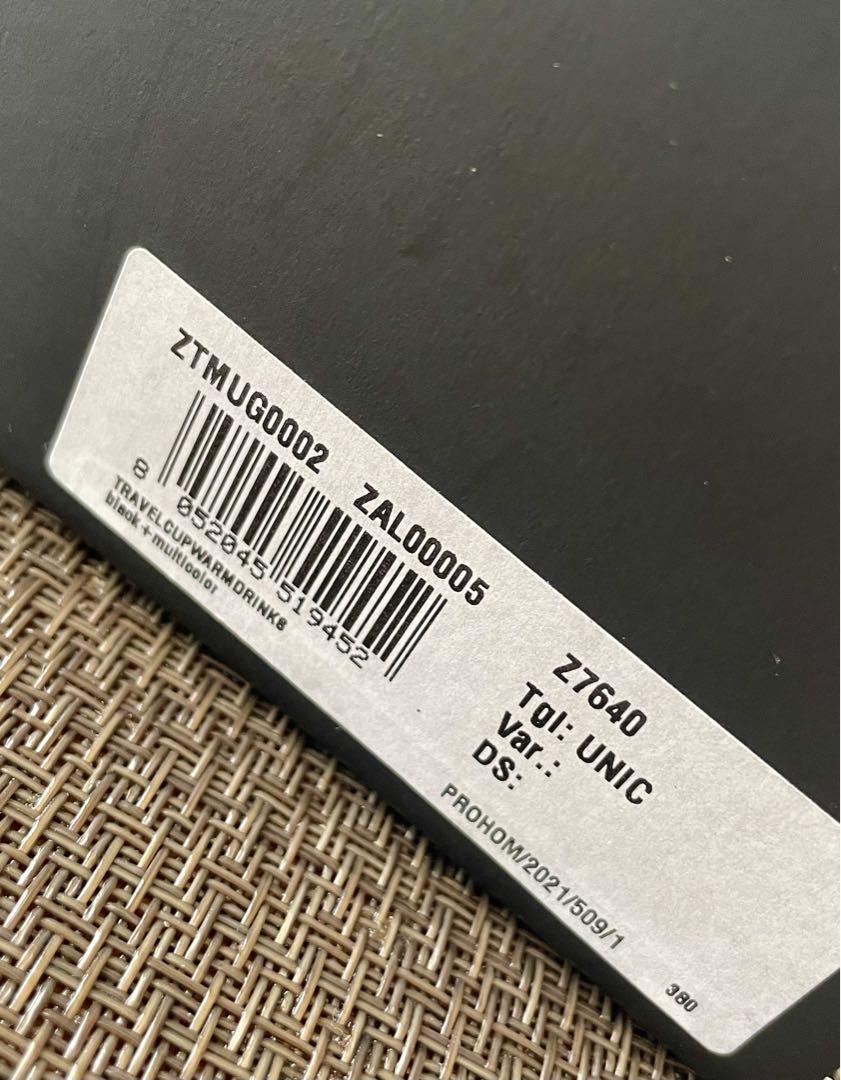 ZTMUG0002 ZAL00005
8 052045 519452
TRAVELCUPWARMDRINKS
black+multicolor
Z7640
Tgl: UNIC
Var.:
DS:
PROHOM/2021/509/1
380